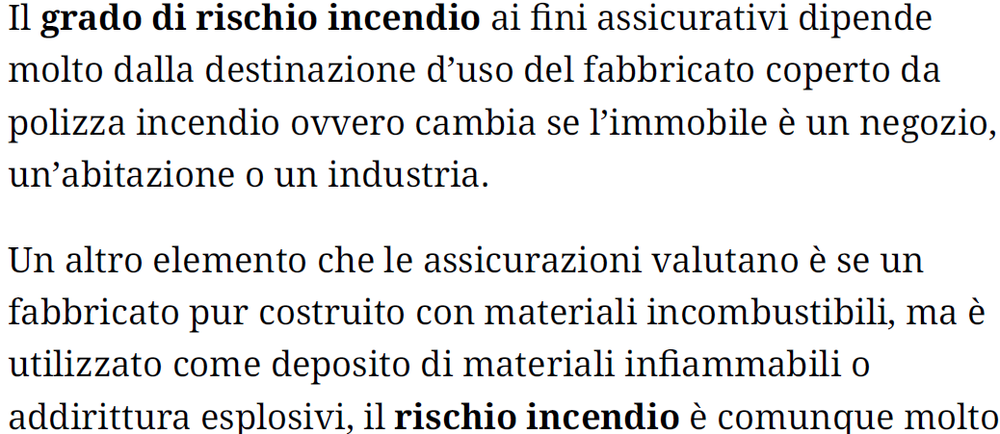 Il grado di rischio incendio ai fini assicurativi dipende
molto dalla destinazione d’uso del fabbricato coperto da
polizza incendio ovvero cambia se l’immobile è un negozio,
un’abitazione o un industria.
Un altro elemento che le assicurazioni valutano è se un
fabbricato pur costruito con materiali incombustibili, ma è
utilizzato come deposito di materiali infiammabili o
addirittura esplosivi, il rischio incendio è comunque molto